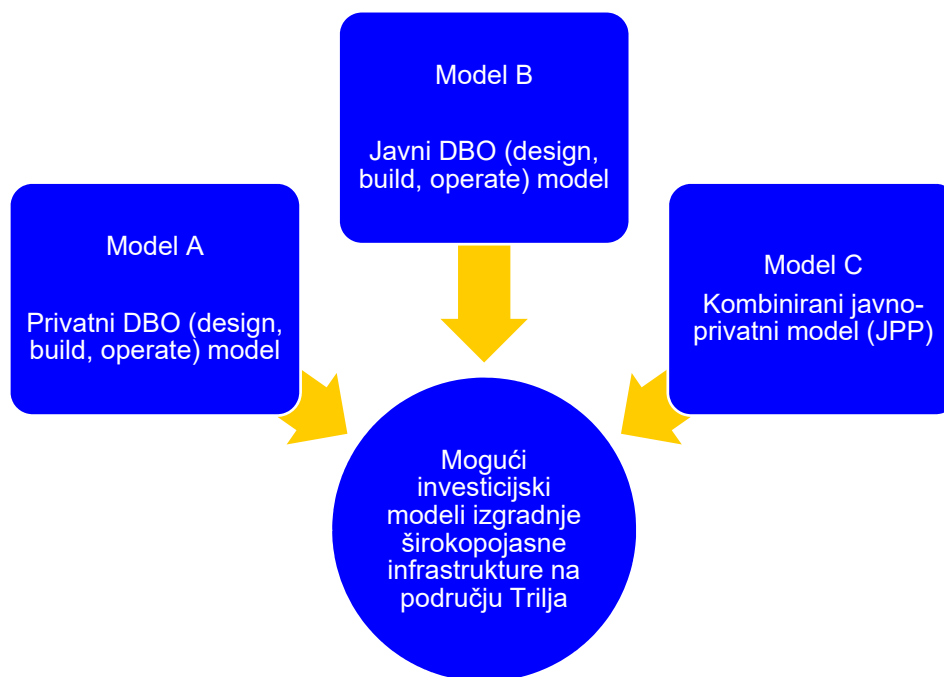 Model A
Privatni DBO (design,
build, operate) model
Model B
Javni DBO (design,
build, operate) model
Model C
Kombinirani javno-
privatni model (JPP)
Mogući
investicijski
modeli izgradnje
širokopojasne
infrastrukture na
području Trilja